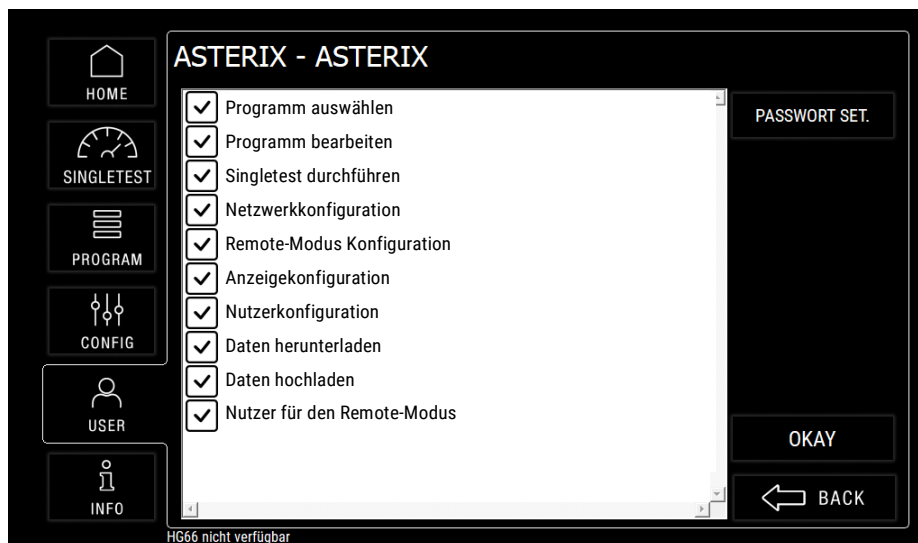 ASTERIX - ASTERIX
HOME
SINGLETEST
PROGRAM
CONFIG
USER
INFO
Programm auswählen
Programm bearbeiten
Singletest durchführen
Netzwerkkonfiguration
Remote-Modus Konfiguration
Anzeigekonfiguration
Nutzerkonfiguration
Daten herunterladen
Daten hochladen
Nutzer für den Remote-Modus
PASSWORT SET.
OKAY
BACK
HG66 nicht verfügbar